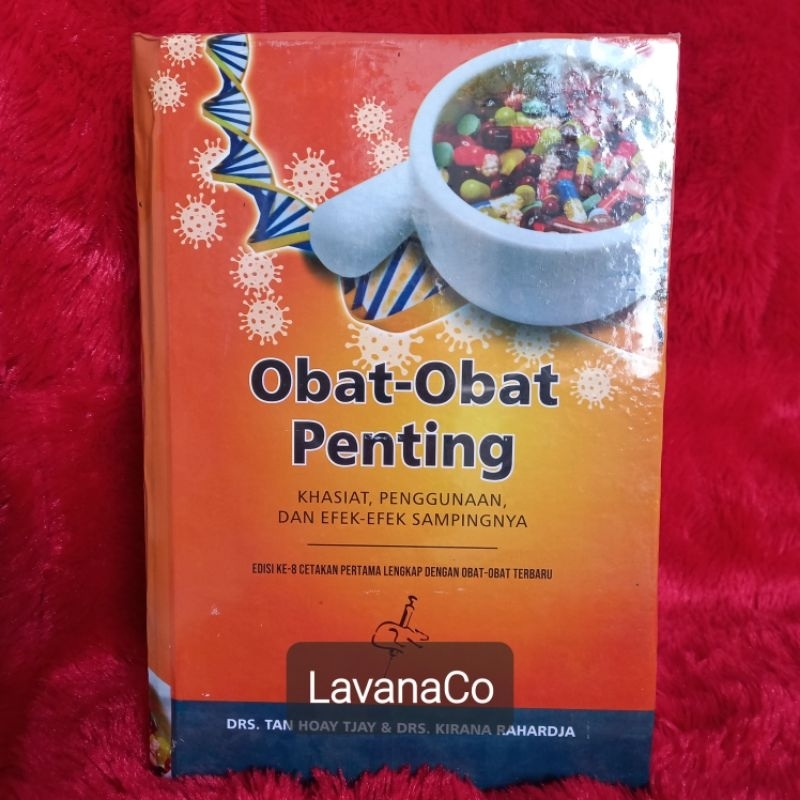 Obat-Obat
Penting
KHASIAT, PENGGUNAAN,
DAN EFEK-EFEK SAMPINGNYA
EDISI KE-8 CETAKAN PERTAMA LENGKAP DENGAN OBAT-OBAT TERBARU
LavanaCo
DRS. TAN HOAY TJAY & DRS. KIRANA RAHARDJA